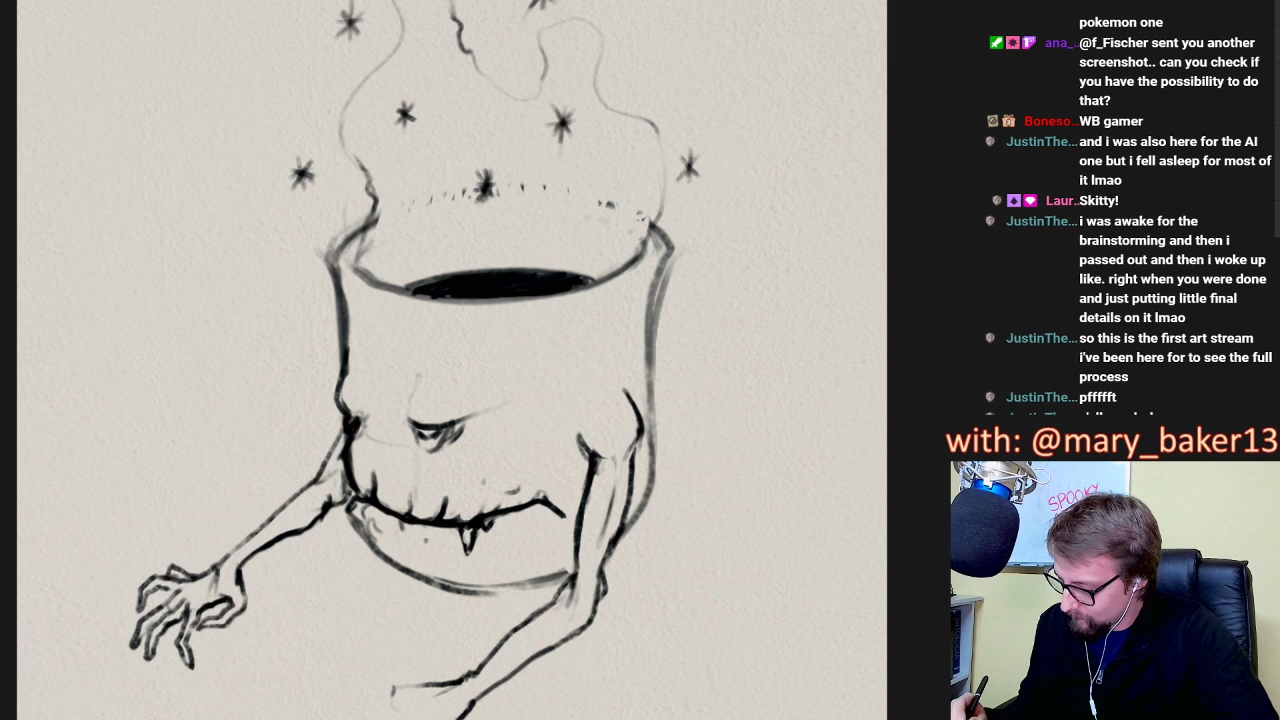 pokemon one
ana_.. @f_Fischer sent you another
screenshot.. can you check if
you have the possibility to do
that?
Boneso... WB gamer
JustinThe... and i was also here for the AI
one but i fell asleep for most of
it lmao
Laur.. Skitty!
JustinThe... i was awake for the
brainstorming and then i
passed out and then i woke up
like. right when you were done
and just putting little final
details on it lmao
JustinThe... so this is the first art stream
i've been here for to see the full
process
JustinThe... pffffft
with: @mary_baker13
SPOOKY